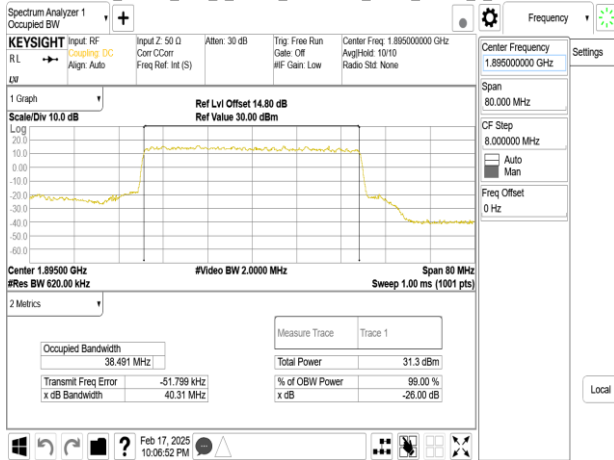 Spectrum Analyzer 1
Occupied BW
+
Frequency
KEYSIGHT
RL
LXI
Input: RF
Coupling: DC
Align: Auto
Input Z: 50 Ω
Corr CCorr
Freq Ref: Int (S)
Atten: 30 dB
Trig: Free Run
Gate: Off
#IF Gain: Low
Center Freq: 1.895000000 GHz
Avg|Hold: 10/10
Radio Std: None
Center Frequency
1.895000000 GHz
Settings
Span
80.000 MHz
CF Step
8.000000 MHz
Auto
Man
Freq Offset
0 Hz
Local
1 Graph
Scale/Div 10.0 dB
Ref Lvl Offset 14.80 dB
Ref Value 30.00 dBm
Log
20.0
10.0
0.00
-10.0
-20.0
-30.0
-40.0
-50.0
-60.0
Center 1.89500 GHz
#Res BW 620.00 kHz
#Video BW 2.0000 MHz
Span 80 MHz
Sweep 1.00 ms (1001 pts)
2 Metrics
Measure Trace Trace 1
Occupied Bandwidth
38.491 MHz
Total Power 31.3 dBm
Transmit Freq Error -51.799 kHz
% of OBW Power 99.00 %
x dB Bandwidth 40.31 MHz
x dB -26.00 dB
?
Feb 17, 2025
10:06:52 PM